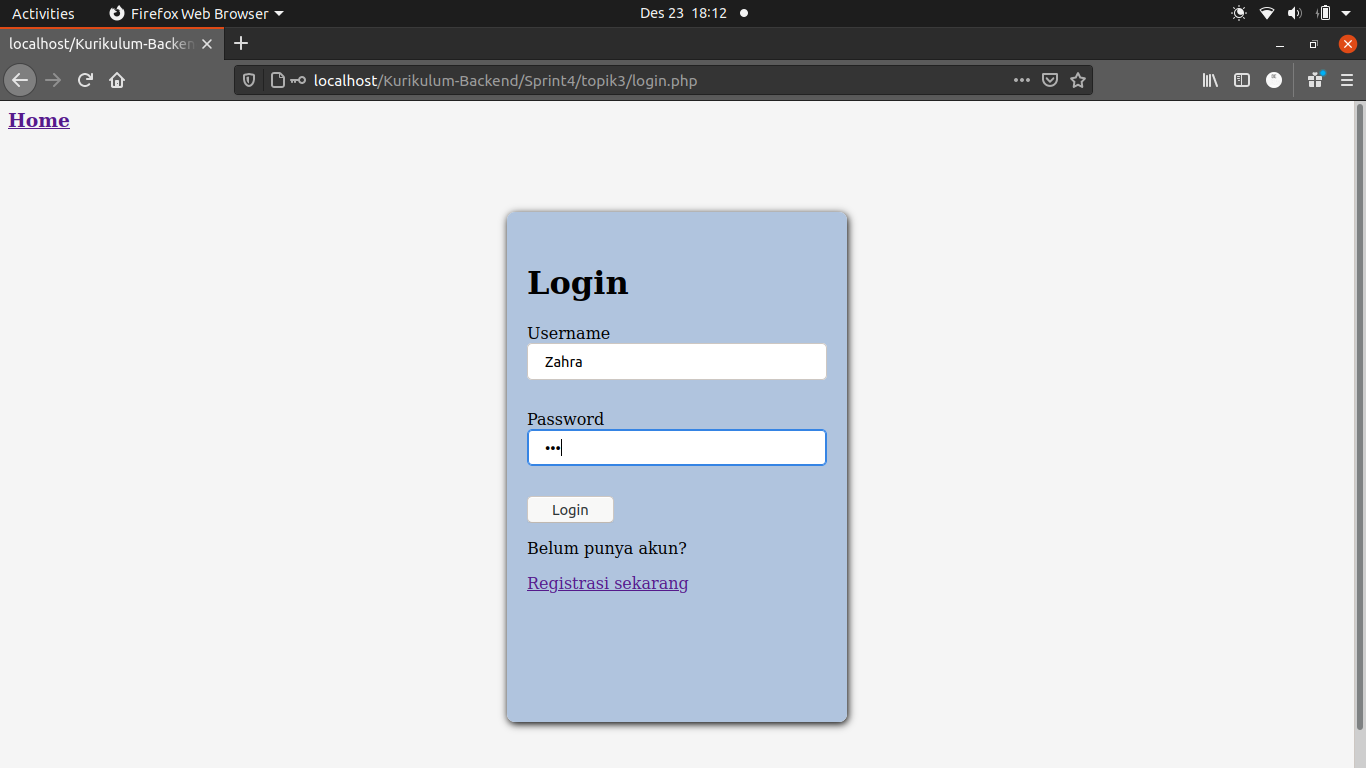 Activities Firefox Web Browser Des 23 18:12
localhost/Kurikulum-Backen
localhost/Kurikulum-Backend/Sprint4/topik3/login.php
Home
Login
Username
Zahra
Password
•••
Login
Belum punya akun?
Registrasi sekarang